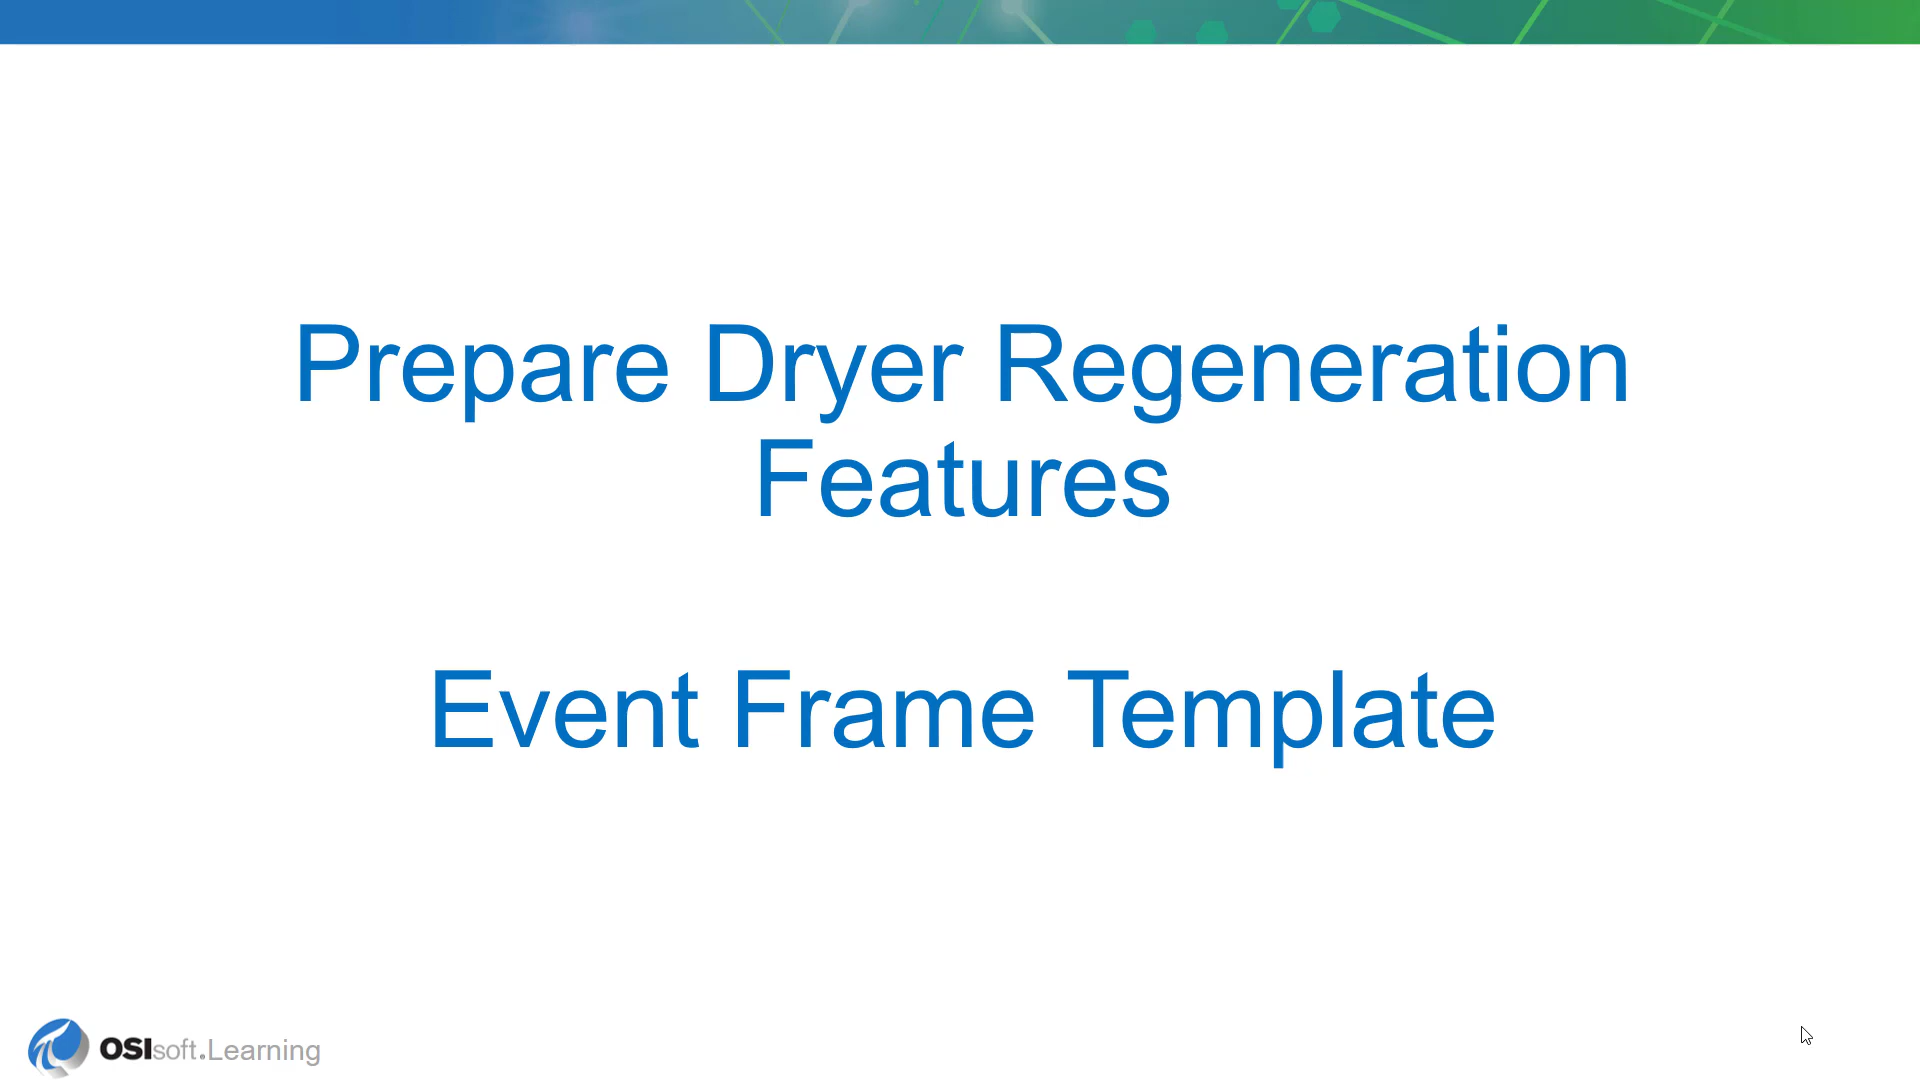 Prepare Dryer Regeneration
Features
Event Frame Template
OSIsoft.Learning